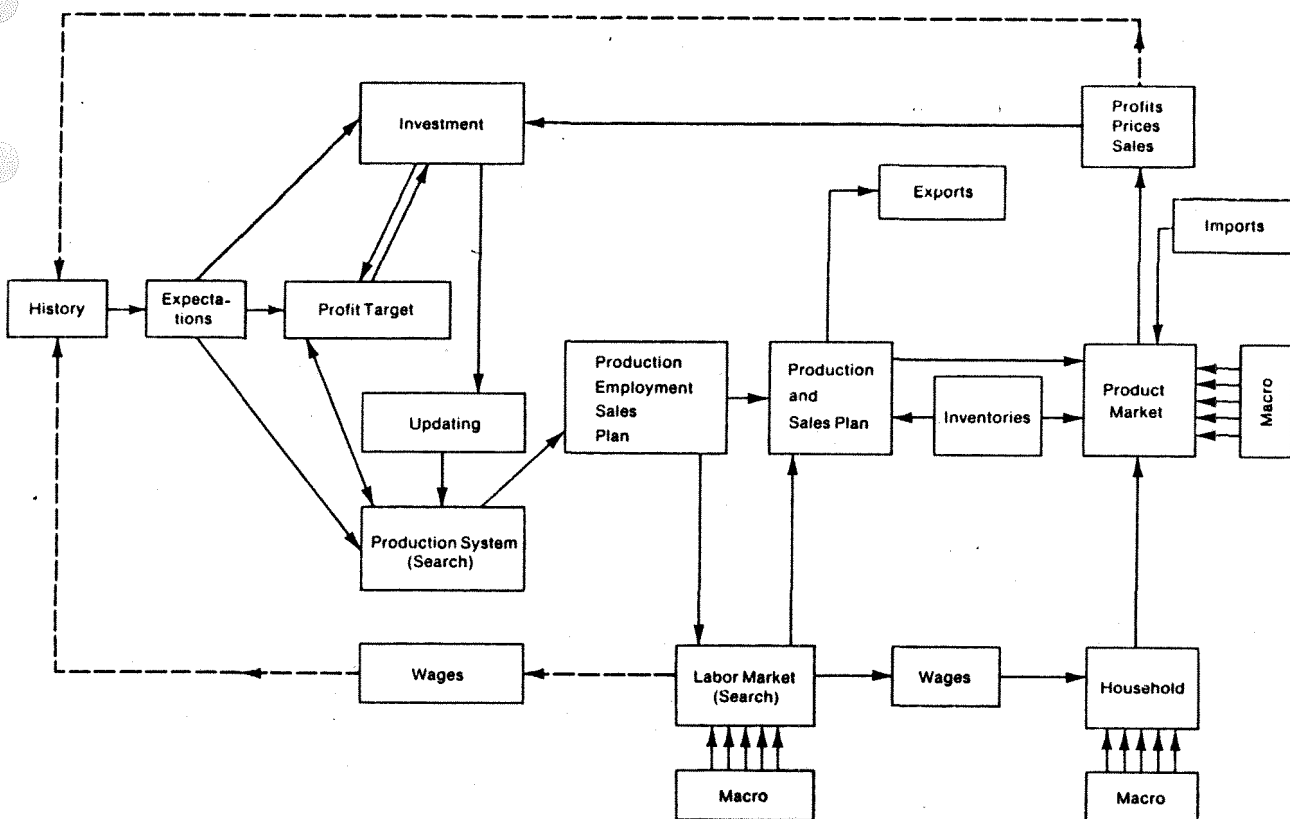 Investment
Profits
Prices
Sales
Exports
Imports
History
Expecta-
tions
Profit Target
Production
Employment
Sales
Plan
Production
and
Sales Plan
Inventories
Product
Market
Macro
Updating
Production System
(Search)
Wages
Labor Market
(Search)
Wages
Household
Macro
Macro